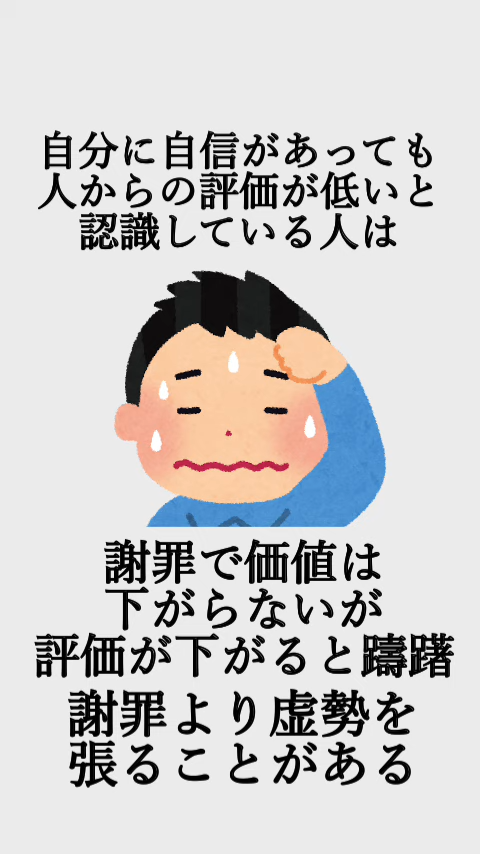 自分に自信があっても
人からの評価が低いと
認識している人は
謝罪で価値は
下がらないが
評価が下がると躊躇
謝罪より虚勢を
張ることがある